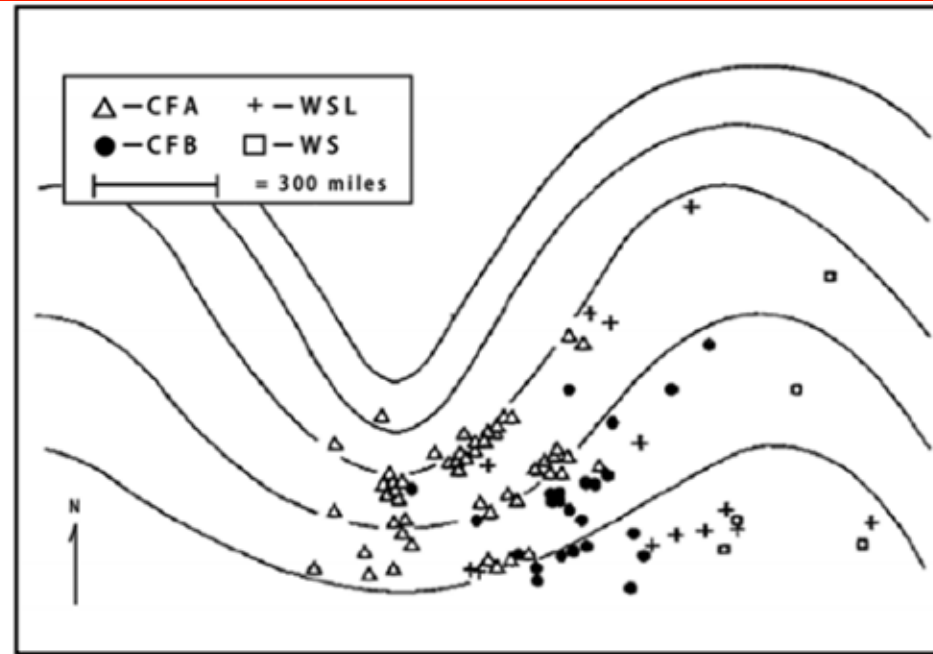 —CFA + —WSL
—CFB —WS
= 300 miles
N